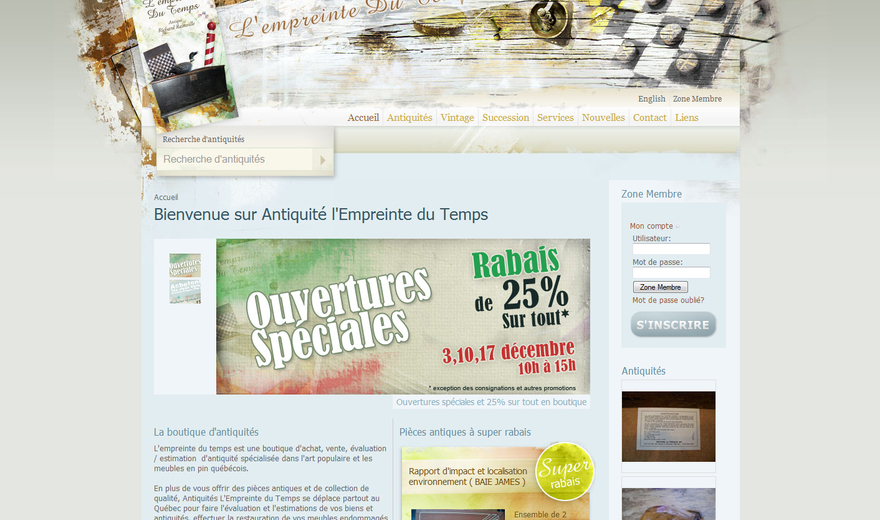 L'empreinte
Du Temps
L'empreinte Du
English Zone Membre
Accueil Antiquités Vintage Succession Services Nouvelles Contact Liens
Recherche d'antiquités
Recherche d'antiquités
Accueil
Bienvenue sur Antiquité l'Empreinte du Temps
Ouvertures
Spéciales
Rabais
de 25%
Sur tout*
3,10,17 décembre
10h à 15h
* exception des consignations et autres promotions
Ouvertures spéciales et 25% sur tout en boutique
Zone Membre
Mon compte
Utilisateur:
Mot de passe:
Zone Membre
Mot de passe oublié?
S'INSCRIRE
Antiquités
La boutique d'antiquités
L'empreinte du temps est une boutique d'achat, vente, évaluation
/ estimation d'antiquité spécialisée dans l'art populaire et les
meubles en pin québécois.
En plus de vous offrir des pièces antiques et de collection de
qualité, Antiquités L'Empreinte du Temps se déplace partout au
Québec pour faire l'évaluation et l'estimations de vos biens et
antiquités, effectuer la restauration de vos meubles endommagés
Pièces antiques à super rabais
Rapport d'impact et localisation
environnement ( BAIE JAMES )
Super
rabais
Ensemble de 2